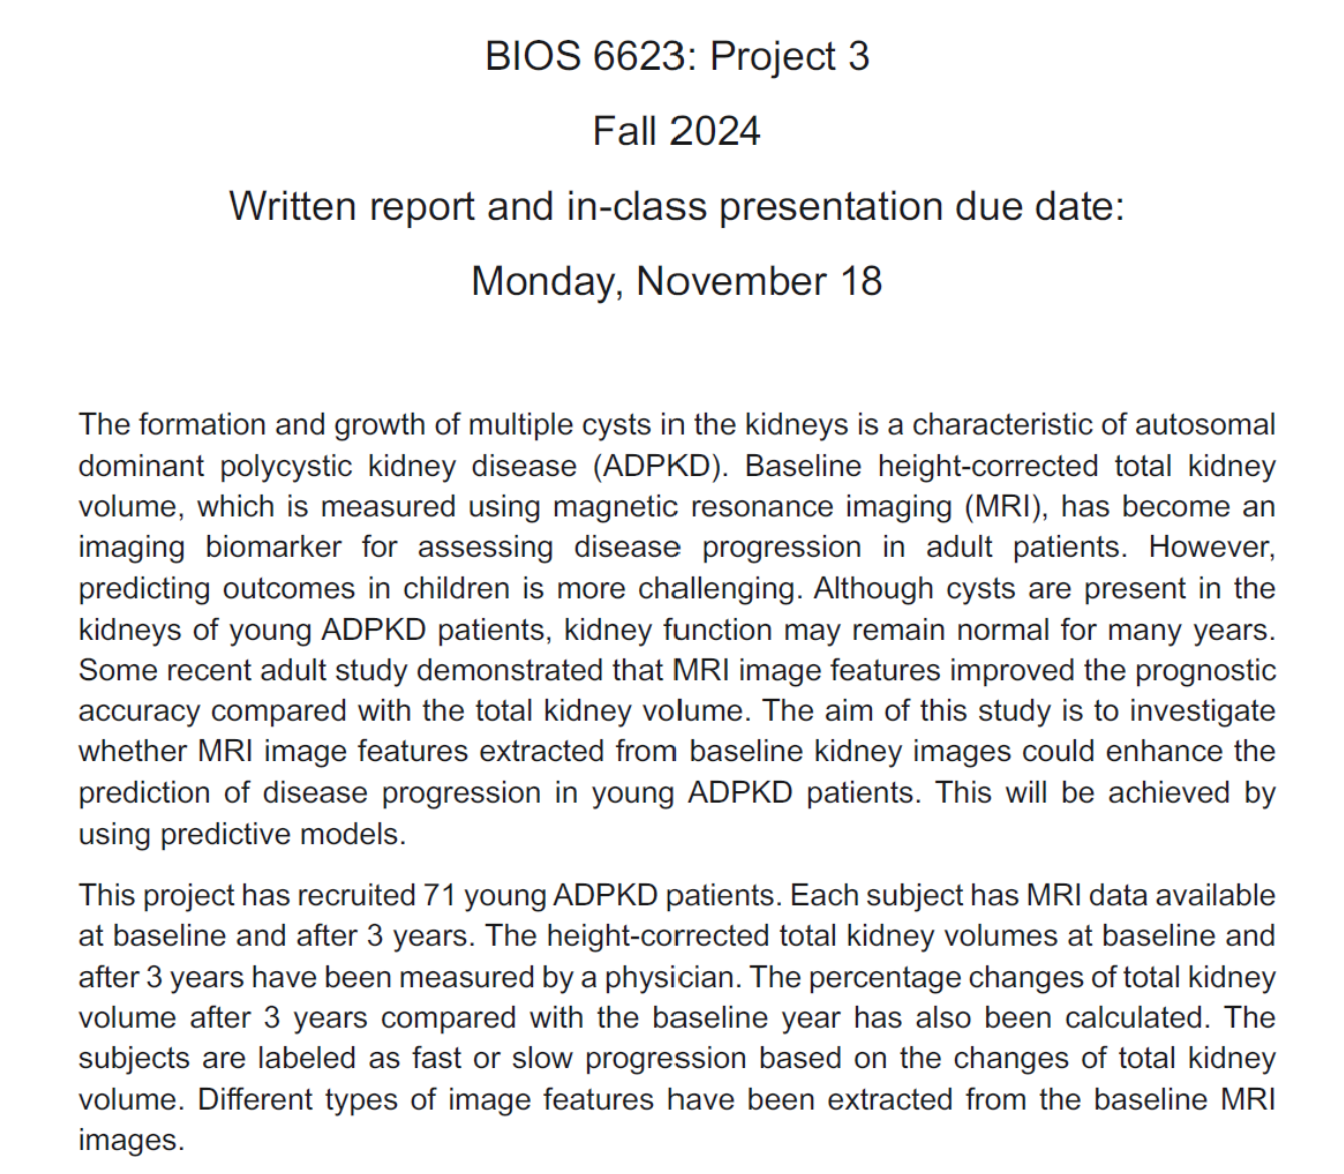 BIOS 6623: Project 3
Fall 2024
Written report and in-class presentation due date:
Monday, November 18
The formation and growth of multiple cysts in the kidneys is a characteristic of autosomal
dominant polycystic kidney disease (ADPKD). Baseline height-corrected total kidney
volume, which is measured using magnetic resonance imaging (MRI), has become an
imaging biomarker for assessing disease progression in adult patients. However,
predicting outcomes in children is more challenging. Although cysts are present in the
kidneys of young ADPKD patients, kidney function may remain normal for many years.
Some recent adult study demonstrated that MRI image features improved the prognostic
accuracy compared with the total kidney volume. The aim of this study is to investigate
whether MRI image features extracted from baseline kidney images could enhance the
prediction of disease progression in young ADPKD patients. This will be achieved by
using predictive models.
This project has recruited 71 young ADPKD patients. Each subject has MRI data available
at baseline and after 3 years. The height-corrected total kidney volumes at baseline and
after 3 years have been measured by a physician. The percentage changes of total kidney
volume after 3 years compared with the baseline year has also been calculated. The
subjects are labeled as fast or slow progression based on the changes of total kidney
volume. Different types of image features have been extracted from the baseline MRI
images.